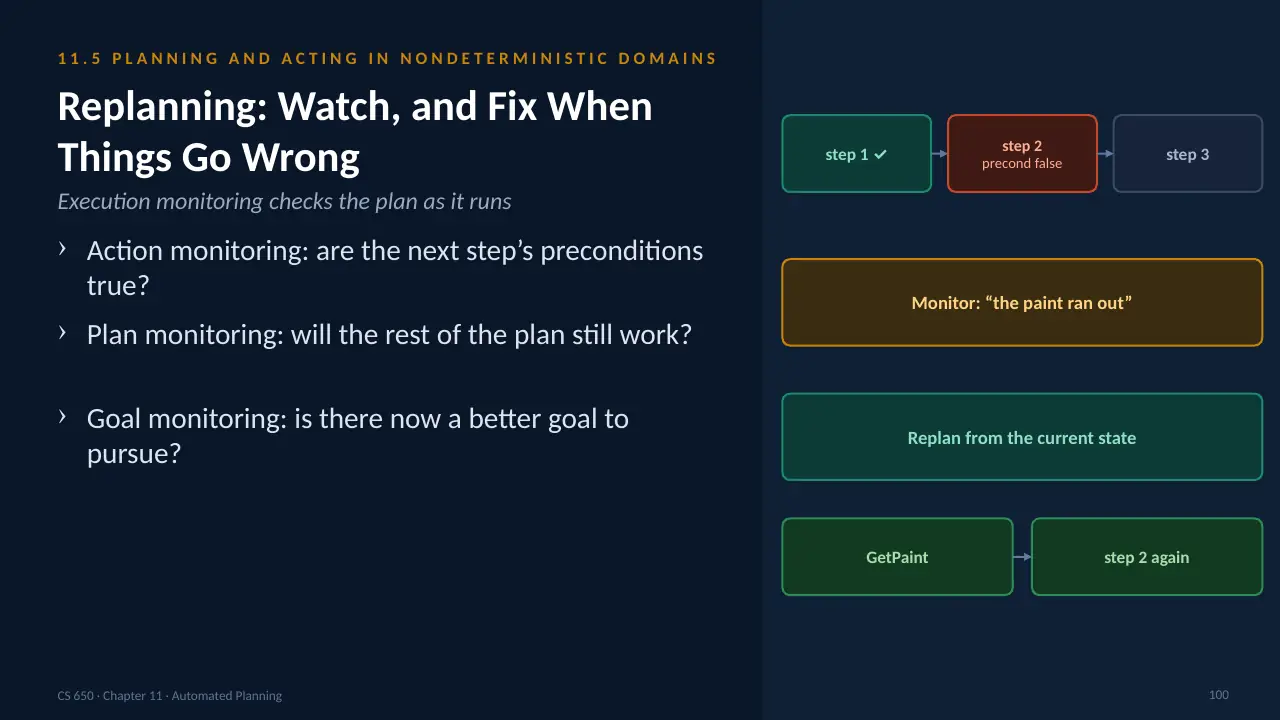 11.5 PLANNING AND ACTING IN NONDETERMINISTIC DOMAINS
Replanning: Watch, and Fix When
Things Go Wrong
Execution monitoring checks the plan as it runs
› Action monitoring: are the next step’s preconditions
true?
› Plan monitoring: will the rest of the plan still work?
› Goal monitoring: is there now a better goal to
pursue?
step 1 ✓
step 2
precond false
step 3
Monitor: “the paint ran out”
Replan from the current state
GetPaint
step 2 again
CS 650 · Chapter 11 · Automated Planning
100